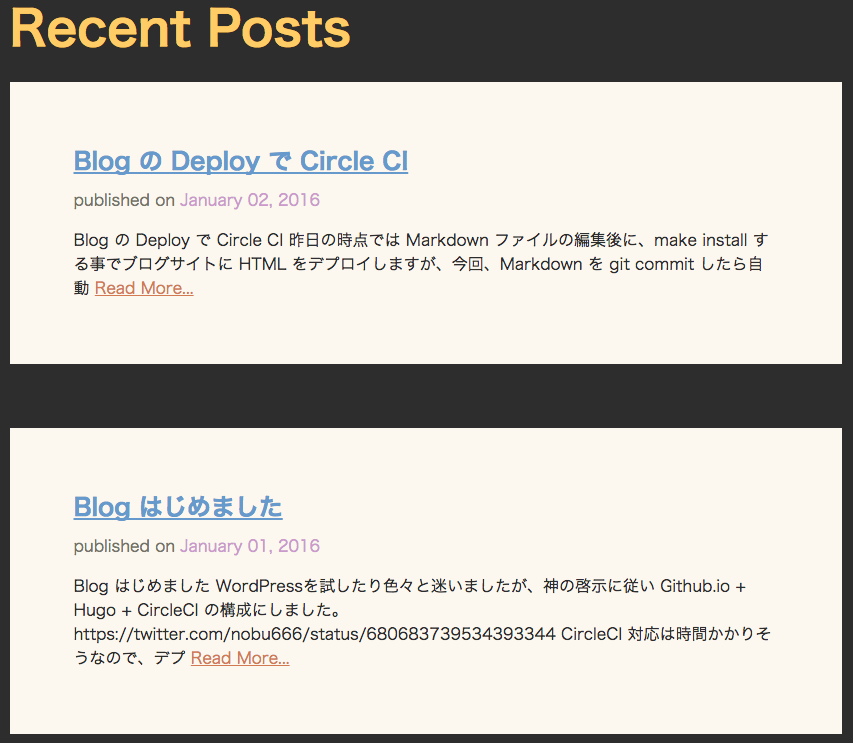 Recent Posts
Blog の Deploy で Circle CI
published on January 02, 2016
Blog の Deploy で Circle CI 昨日の時点では Markdown ファイルの編集後に、make install す
る事でブログサイトに HTML をデプロイしますが、今回、Markdown を git commit したら自
動 Read More...
Blog はじめました
published on January 01, 2016
Blog はじめました WordPressを試したり色々と迷いましたが、神の啓示に従い Github.io +
Hugo + CircleCI の構成にしました。
https://twitter.com/nobu666/status/680683739534393344 CircleCI 対応は時間かかりそ
うなので、デプ Read More...